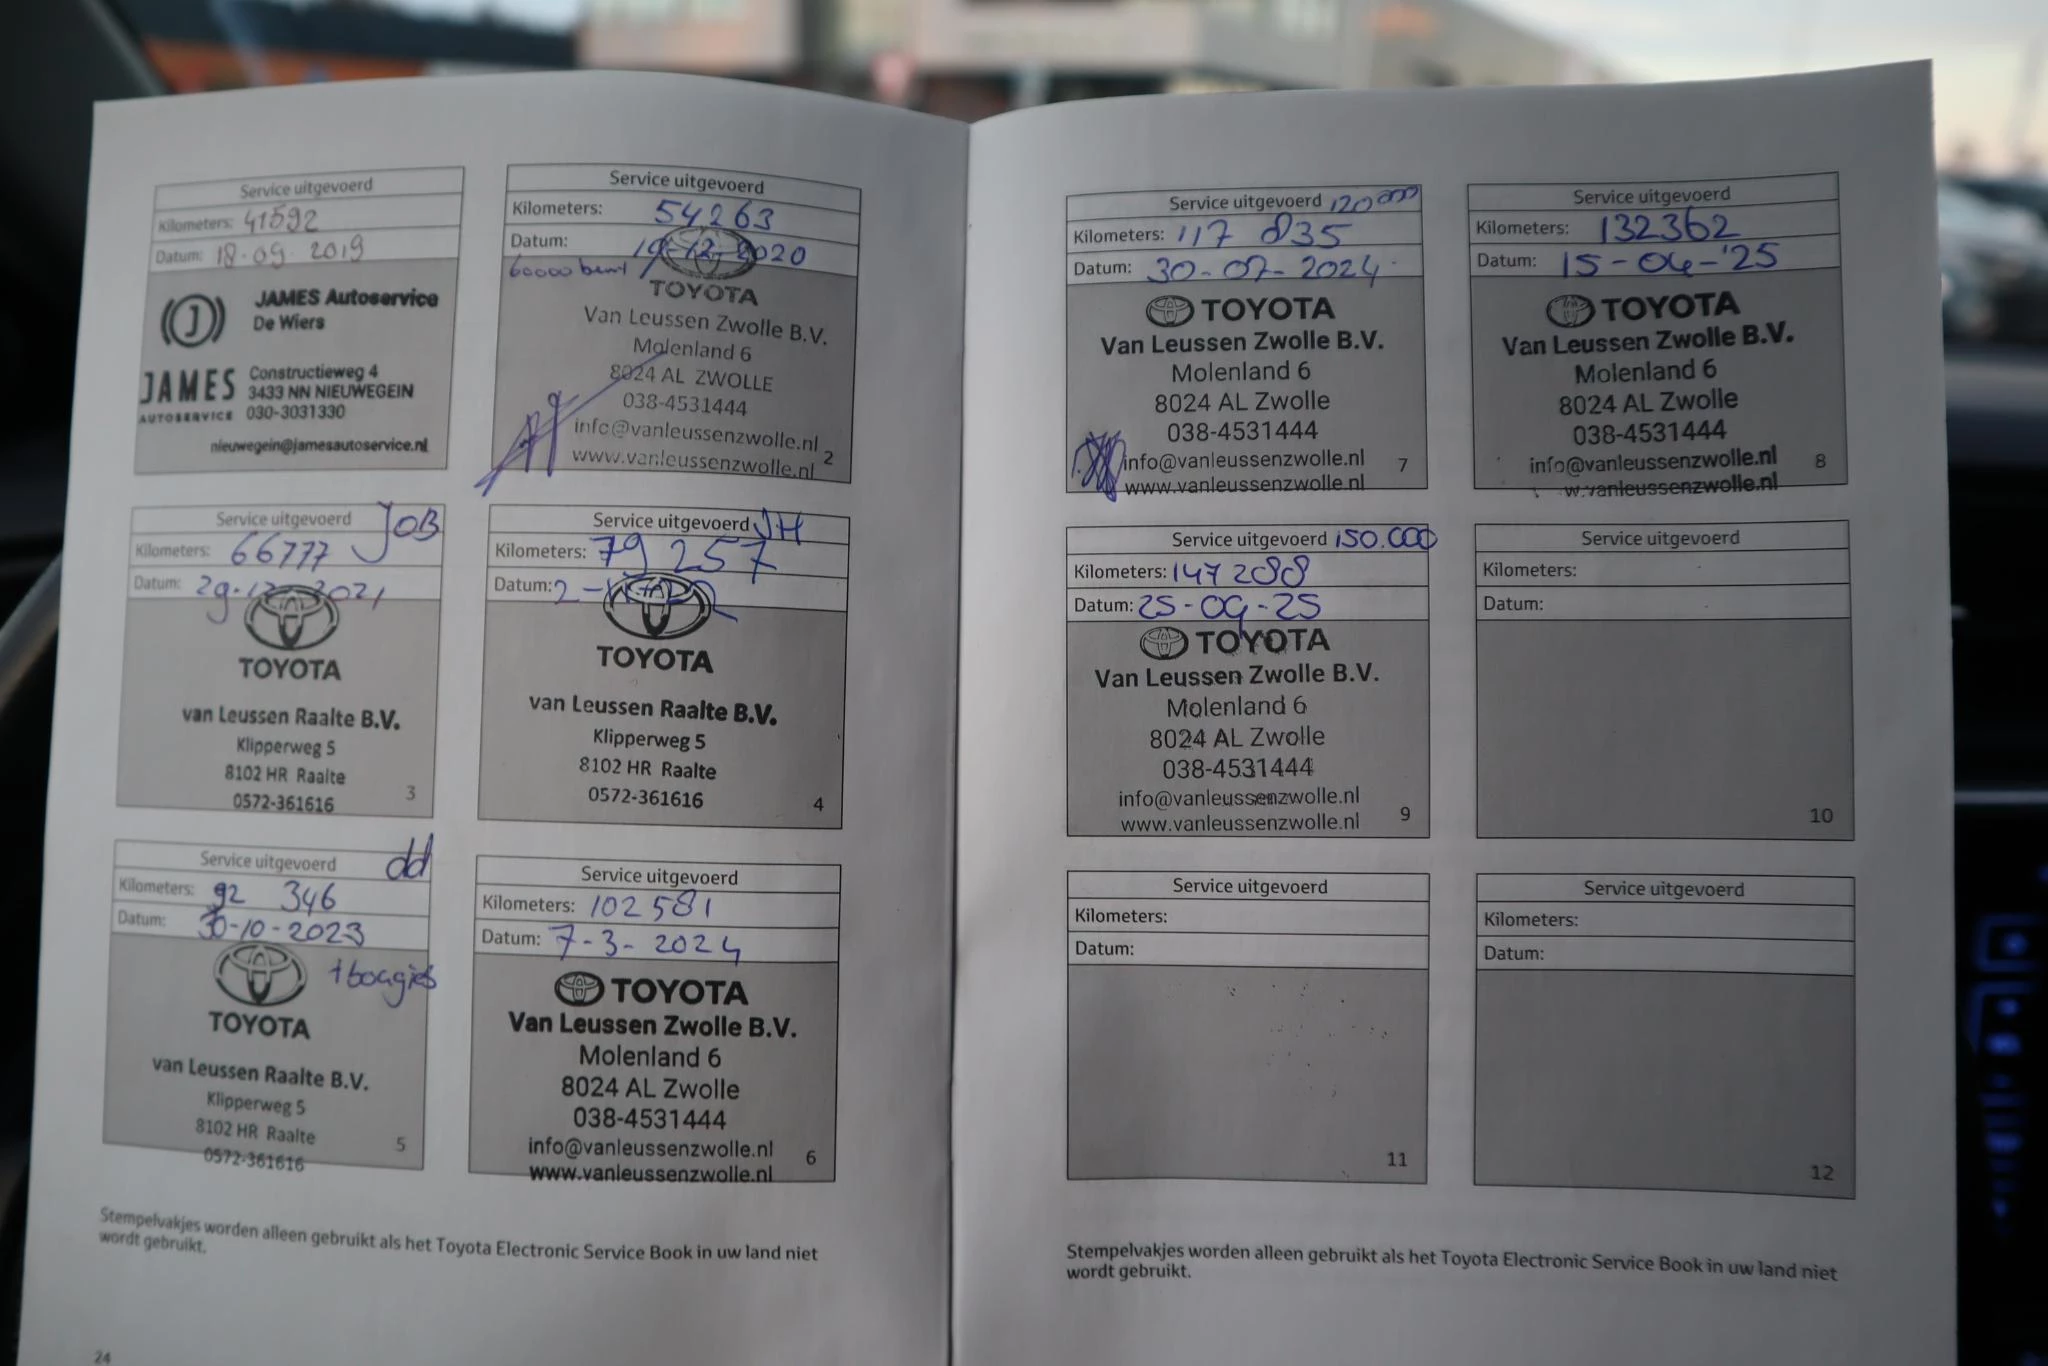 Service uitgevoerd
Kilometers: 41592
Datum: 18-09-2019
JAMES Autoservice
De Wiers
JAMES
AUTOSERVICE
Constructieweg 4
3433 NN NIEUWEGEIN
030-3031330
nieuwegein@jamesautoservice.nl
Service uitgevoerd
Kilometers: 54263
Datum: 2020
60000 beurt
TOYOTA
Van Leussen Zwolle B.V.
Molenland 6
8024 AL ZWOLLE
038-4531444
info@vanleussenzwolle.nl
www.vanleussenzwolle.nl
2
Service uitgevoerd JOB
Kilometers: 66777
Datum: 29-12-2021
TOYOTA
van Leussen Raalte B.V.
Klipperweg 5
8102 HR Raalte
0572-361616
3
Service uitgevoerd JH
Kilometers: 79257
Datum:
TOYOTA
van Leussen Raalte B.V.
Klipperweg 5
8102 HR Raalte
0572-361616
4
Service uitgevoerd dd
Kilometers: 92 346
Datum: 30-10-2023
+ bougies
TOYOTA
van Leussen Raalte B.V.
Klipperweg 5
8102 HR Raalte
0572-361616
5
Service uitgevoerd
Kilometers: 102581
Datum: 7-3-2024
TOYOTA
Van Leussen Zwolle B.V.
Molenland 6
8024 AL Zwolle
038-4531444
info@vanleussenzwolle.nl
www.vanleussenzwolle.nl
6
Stempelvakjes worden alleen gebruikt als het Toyota Electronic Service Book in uw land niet
wordt gebruikt.
24
Service uitgevoerd 120000
Kilometers: 117 835
Datum: 30-07-2024
TOYOTA
Van Leussen Zwolle B.V.
Molenland 6
8024 AL Zwolle
038-4531444
info@vanleussenzwolle.nl
www.vanleussenzwolle.nl
7
Service uitgevoerd
Kilometers: 132362
Datum: 15-04-'25
TOYOTA
Van Leussen Zwolle B.V.
Molenland 6
8024 AL Zwolle
038-4531444
info@vanleussenzwolle.nl
w.vanleussenzwolle.nl
8
Service uitgevoerd 150.000
Kilometers: 147288
Datum: 25-09-25
TOYOTA
Van Leussen Zwolle B.V.
Molenland 6
8024 AL Zwolle
038-4531444
info@vanleussenzwolle.nl
www.vanleussenzwolle.nl
9
Service uitgevoerd
Kilometers:
Datum:
10
Service uitgevoerd
Kilometers:
Datum:
11
Service uitgevoerd
Kilometers:
Datum:
12
Stempelvakjes worden alleen gebruikt als het Toyota Electronic Service Book in uw land niet
wordt gebruikt.